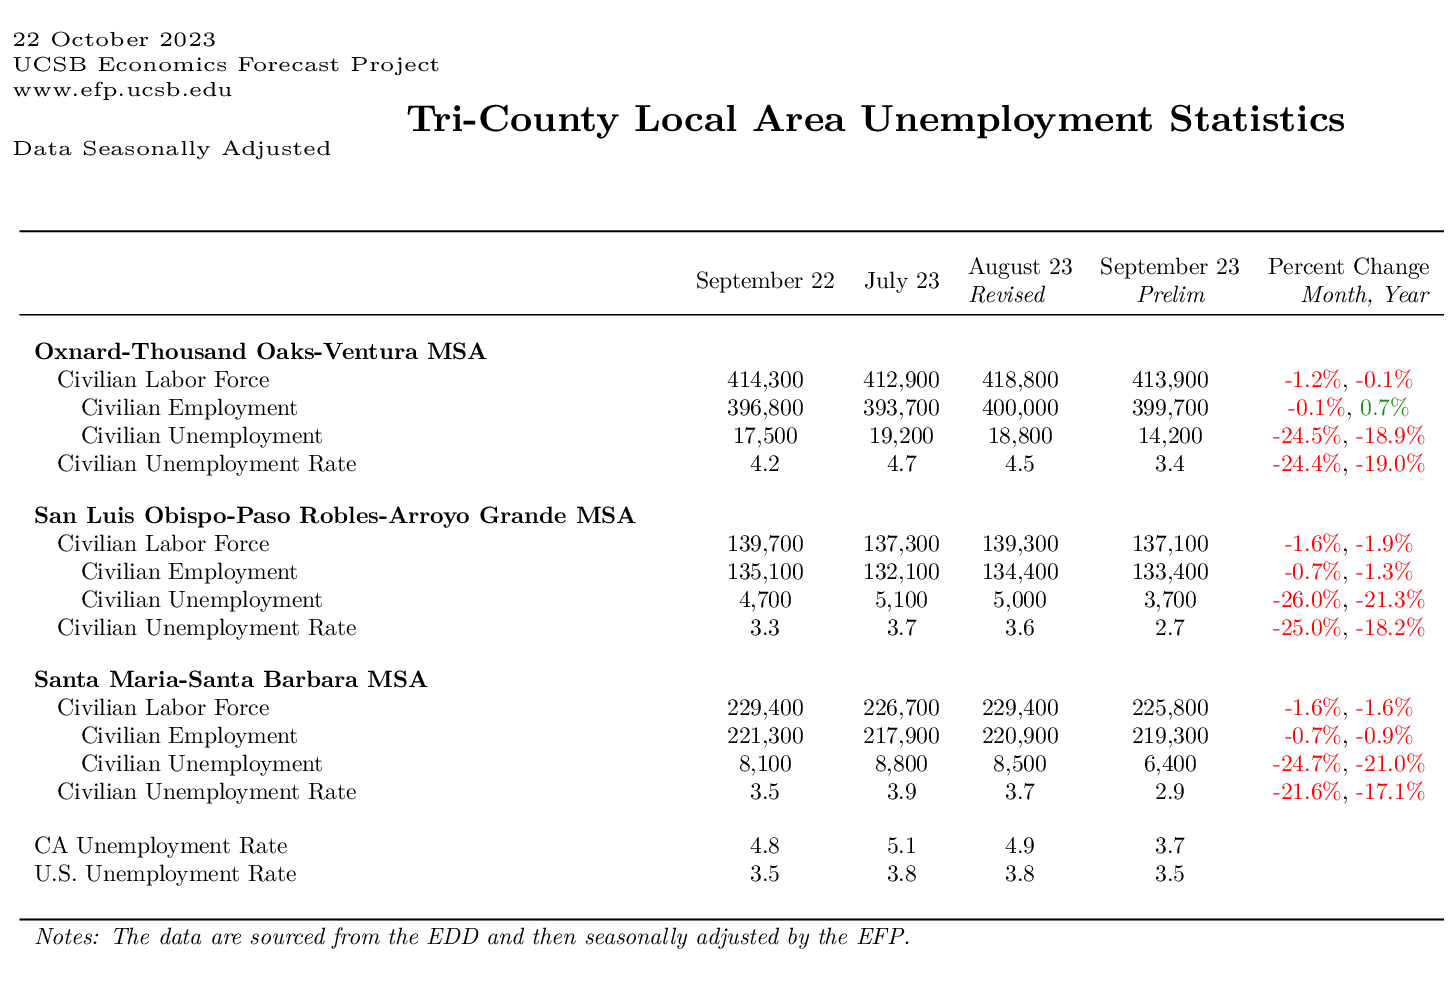 22 October 2023
UCSB Economics Forecast Project
www.efp.ucsb.edu
Tri-County Local Area Unemployment Statistics
Data Seasonally Adjusted
September 22 July 23 August 23 September 23 Percent Change
Revised Prelim Month, Year
Oxnard-Thousand Oaks-Ventura MSA
Civilian Labor Force 414,300 412,900 418,800 413,900 -1.2%, -0.1%
Civilian Employment 396,800 393,700 400,000 399,700 -0.1%, 0.7%
Civilian Unemployment 17,500 19,200 18,800 14,200 -24.5%, -18.9%
Civilian Unemployment Rate 4.2 4.7 4.5 3.4 -24.4%, -19.0%
San Luis Obispo-Paso Robles-Arroyo Grande MSA
Civilian Labor Force 139,700 137,300 139,300 137,100 -1.6%, -1.9%
Civilian Employment 135,100 132,100 134,400 133,400 -0.7%, -1.3%
Civilian Unemployment 4,700 5,100 5,000 3,700 -26.0%, -21.3%
Civilian Unemployment Rate 3.3 3.7 3.6 2.7 -25.0%, -18.2%
Santa Maria-Santa Barbara MSA
Civilian Labor Force 229,400 226,700 229,400 225,800 -1.6%, -1.6%
Civilian Employment 221,300 217,900 220,900 219,300 -0.7%, -0.9%
Civilian Unemployment 8,100 8,800 8,500 6,400 -24.7%, -21.0%
Civilian Unemployment Rate 3.5 3.9 3.7 2.9 -21.6%, -17.1%
CA Unemployment Rate 4.8 5.1 4.9 3.7
U.S. Unemployment Rate 3.5 3.8 3.8 3.5
Notes: The data are sourced from the EDD and then seasonally adjusted by the EFP.